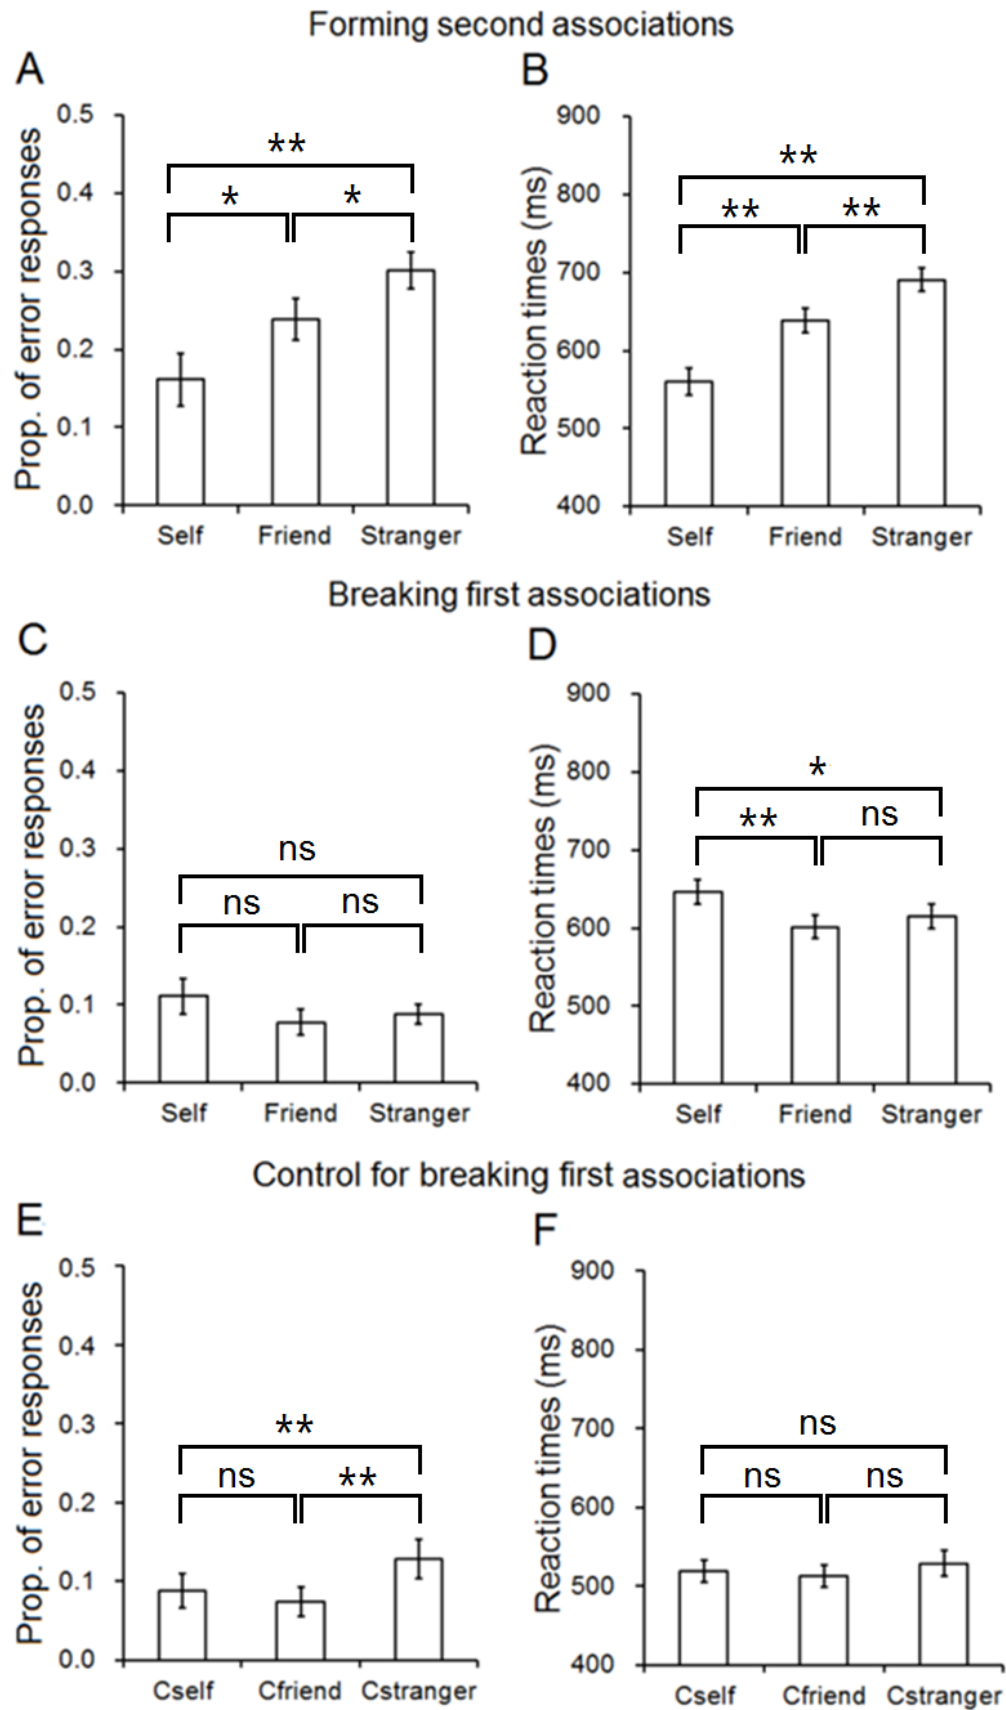 Forming second associations
A
Prop. of error responses
0.5
0.4
0.3
0.2
0.1
0.0
**
*
*
Self
Friend
Stranger
B
Reaction times (ms)
900
800
700
600
500
400
**
**
**
Self
Friend
Stranger
Breaking first associations
C
Prop. of error responses
0.5
0.4
0.3
0.2
0.1
0.0
ns
ns
ns
Self
Friend
Stranger
D
Reaction times (ms)
900
800
700
600
500
400
*
**
ns
Self
Friend
Stranger
Control for breaking first associations
E
Prop. of error responses
0.5
0.4
0.3
0.2
0.1
0.0
**
ns
**
Cself
Cfriend
Cstranger
F
Reaction times (ms)
900
800
700
600
500
400
ns
ns
ns
Cself
Cfriend
Cstranger